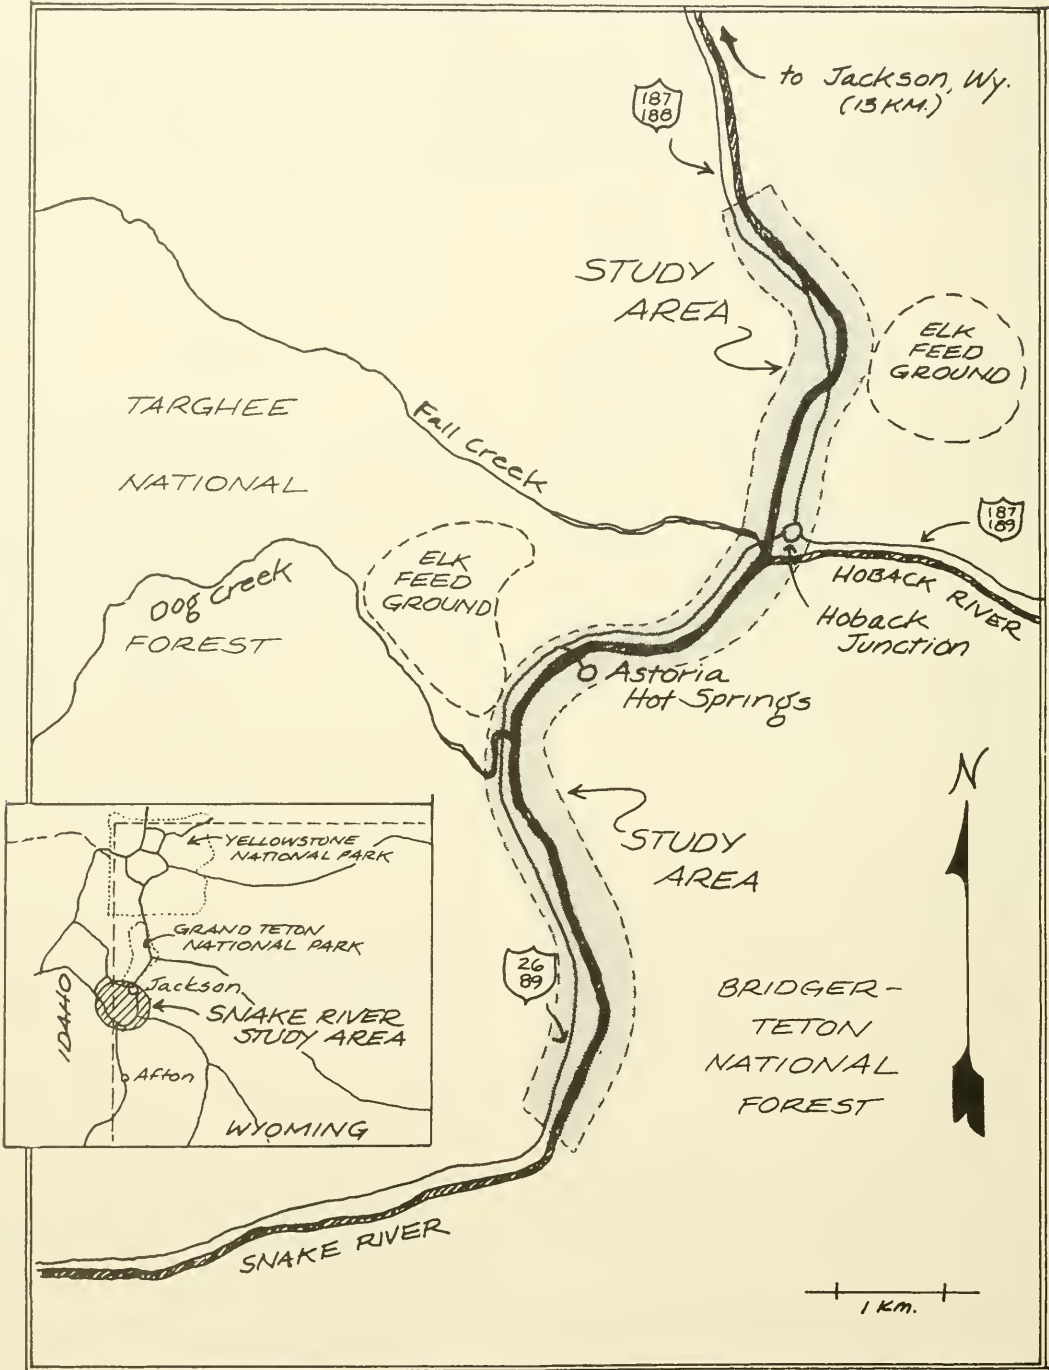 to Jackson, Wy.
(13 KM.)
187
188
STUDY
AREA
ELK
FEED
GROUND
TARGHEE
NATIONAL
FOREST
Fall Creek
187
189
ELK
FEED
GROUND
Dog Creek
HOBACK RIVER
Hoback
Junction
Astoria
Hot Springs
N
STUDY
AREA
YELLOWSTONE
NATIONAL PARK
GRAND TETON
NATIONAL PARK
Jackson
IDAHO
SNAKE RIVER
STUDY AREA
Afton
WYOMING
26
89
BRIDGER-
TETON
NATIONAL
FOREST
SNAKE RIVER
1 KM.